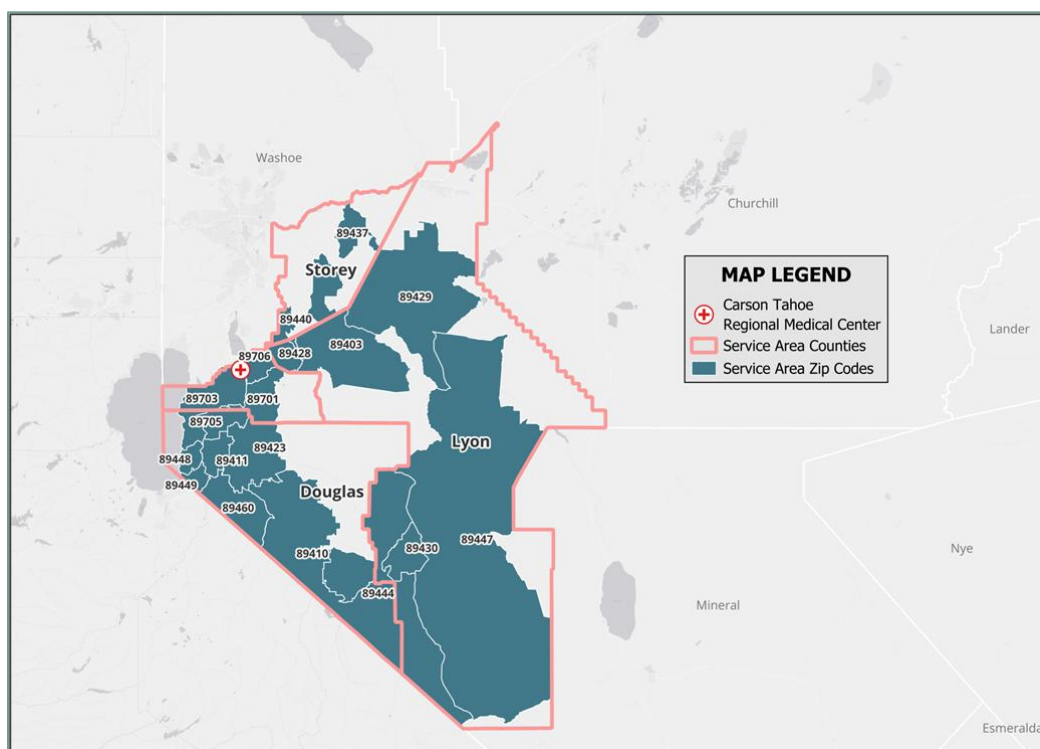 Washoe
Churchill
89437
Storey
MAP LEGEND
Carson Tahoe
Regional Medical Center
Service Area Counties
Service Area Zip Codes
89429
89440
Lander
89706
89428
89403
89703
89701
89705
89423
Lyon
89448
89411
89449
Douglas
89460
89447
89430
89410
Nye
89444
Mineral
Esmeralda